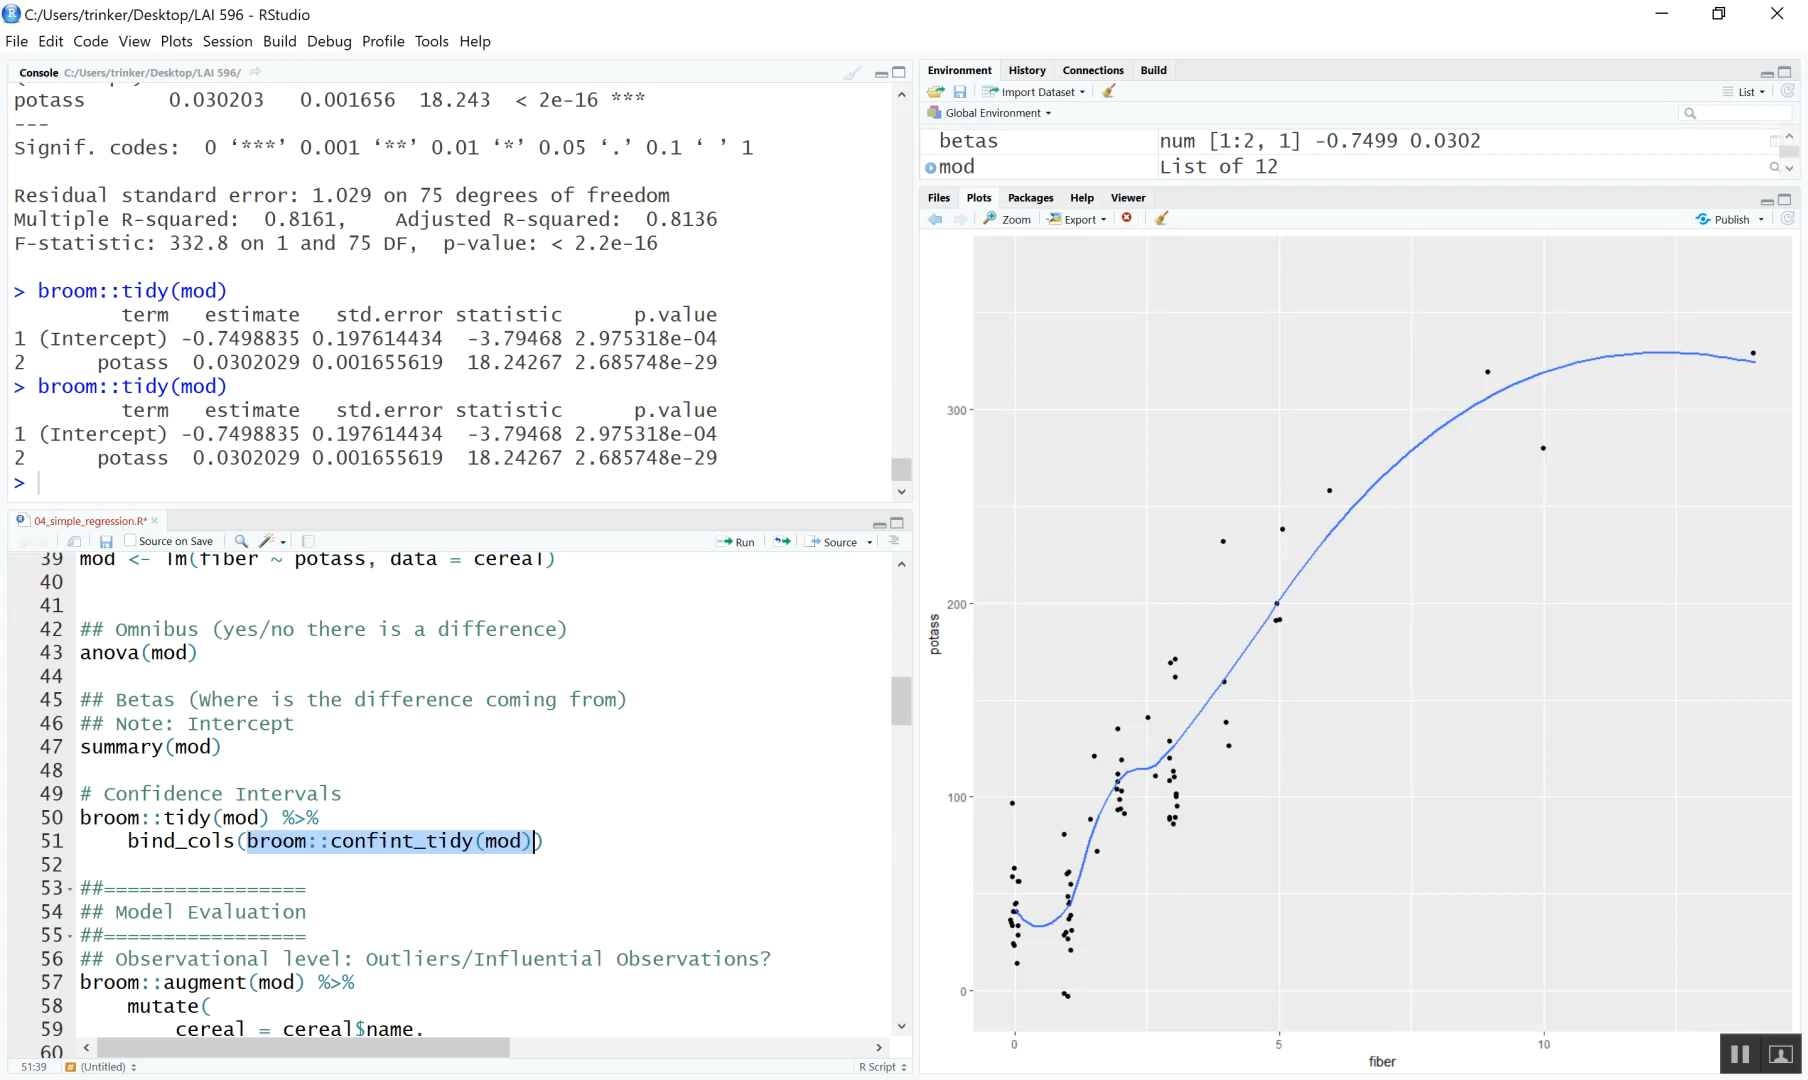 C:/Users/trinker/Desktop/LAI 596 - RStudio
File Edit Code View Plots Session Build Debug Profile Tools Help
Console C:/Users/trinker/Desktop/LAI 596/
potass 0.030203 0.001656 18.243 < 2e-16 ***
---
Signif. codes: 0 ‘***’ 0.001 ‘**’ 0.01 ‘*’ 0.05 ‘.’ 0.1 ‘ ’ 1
Residual standard error: 1.029 on 75 degrees of freedom
Multiple R-squared: 0.8161, Adjusted R-squared: 0.8136
F-statistic: 332.8 on 1 and 75 DF, p-value: < 2.2e-16
> broom::tidy(mod)
term estimate std.error statistic p.value
1 (Intercept) -0.7498835 0.197614434 -3.79468 2.975318e-04
2 potass 0.0302029 0.001655619 18.24267 2.685748e-29
> broom::tidy(mod)
term estimate std.error statistic p.value
1 (Intercept) -0.7498835 0.197614434 -3.79468 2.975318e-04
2 potass 0.0302029 0.001655619 18.24267 2.685748e-29
>
04_simple_regression.R*
Source on Save Run Source
39 mod <- lm(fiber ~ potass, data = cereal)
40
41
42 ## Omnibus (yes/no there is a difference)
43 anova(mod)
44
45 ## Betas (Where is the difference coming from)
46 ## Note: Intercept
47 summary(mod)
48
49 # Confidence Intervals
50 broom::tidy(mod) %>%
51 bind_cols(broom::confint_tidy(mod))
52
53 ##=================
54 ## Model Evaluation
55 ##=================
56 ## Observational level: Outliers/Influential Observations?
57 broom::augment(mod) %>%
58 mutate(
59 cereal = cereal$name,
60
51:39 (Untitled) R Script
Environment History Connections Build
Import Dataset List
Global Environment
betas num [1:2, 1] -0.7499 0.0302
mod List of 12
Files Plots Packages Help Viewer
Zoom Export Publish
300
200
100
0
potass
0 5 10
fiber